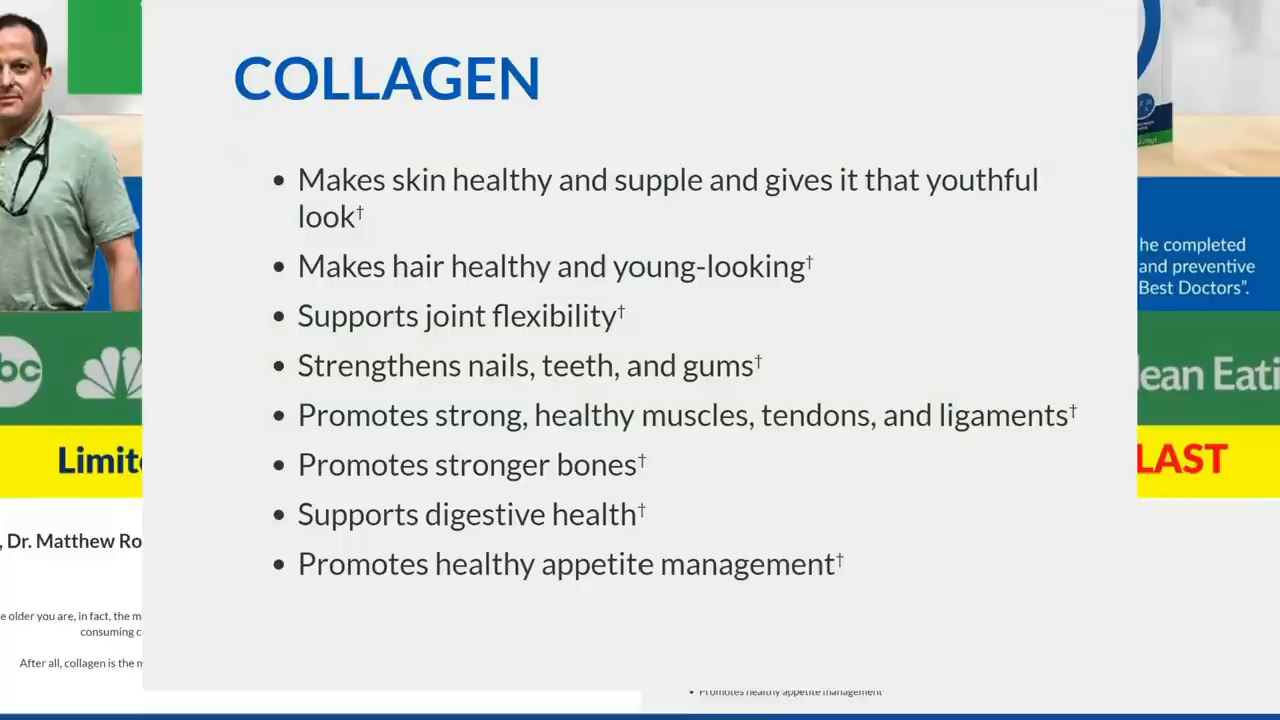 COLLAGEN
• Makes skin healthy and supple and gives it that youthful
look†
• Makes hair healthy and young-looking†
• Supports joint flexibility†
• Strengthens nails, teeth, and gums†
• Promotes strong, healthy muscles, tendons, and ligaments†
• Promotes stronger bones†
• Supports digestive health†
• Promotes healthy appetite management†
he completed
and preventive
Best Doctors”.
bc
ean Eati
Limit
LAST
, Dr. Matthew Ro
e older you are, in fact, the m
consuming c
After all, collagen is the m
• Promotes healthy appetite management